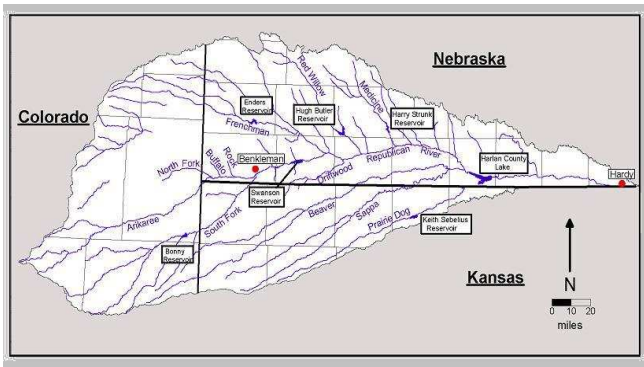 Nebraska
Colorado
Kansas
Red Willow
Medicine
Enders
Reservoir
Hugh Butler
Reservoir
Harry Strunk
Reservoir
Frenchman
Republican
River
Harlan County
Lake
Hardy
Benkleman
Rock
Buffalo
North Fork
Driftwood
Swanson
Reservoir
Beaver
Sappa
Prairie Dog
Keith Sebelius
Reservoir
Arikaree
South Fork
Bonny
Reservoir
N
0 10 20
miles